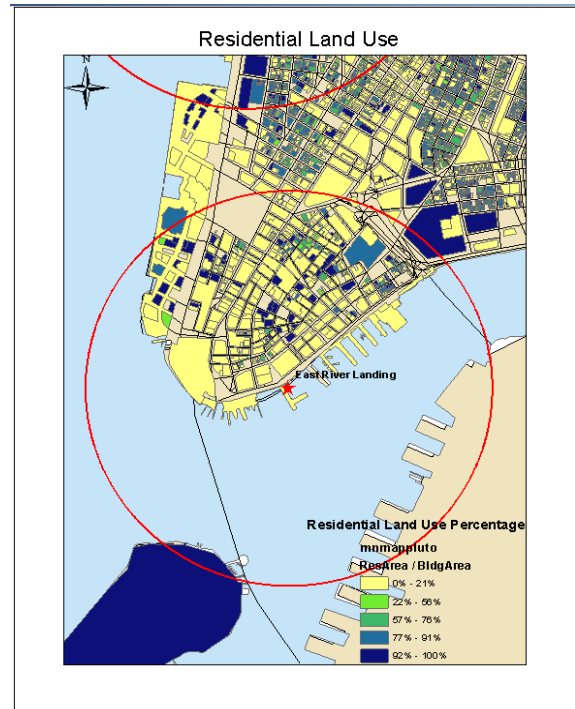 Residential Land Use
N
East River Landing
Residential Land Use Percentage
mnmappluto
ResArea / BldgArea
0% - 21%
22% - 56%
57% - 76%
77% - 91%
92% - 100%